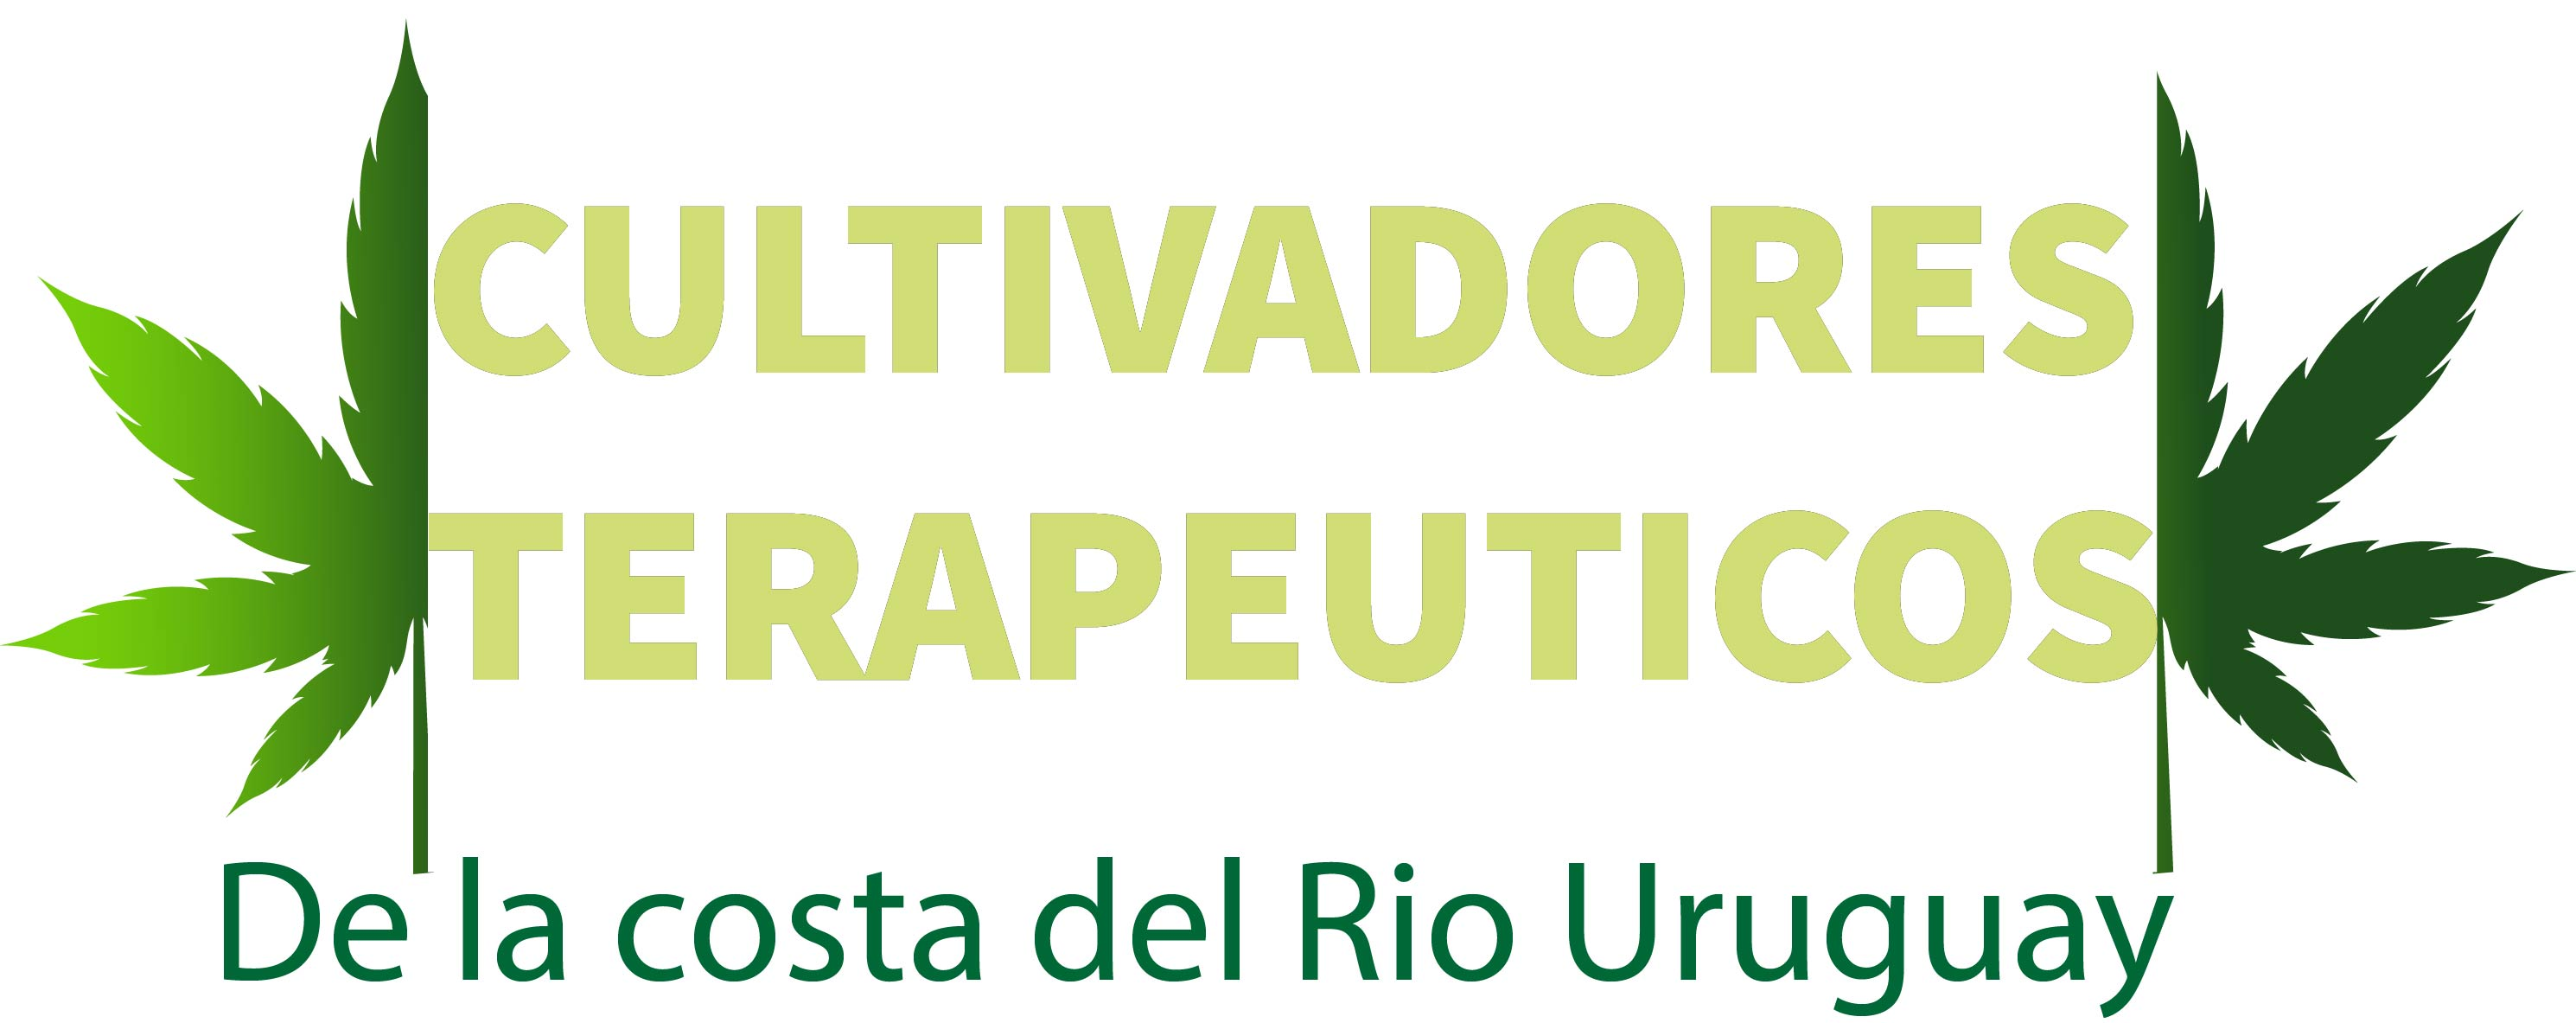 CULTIVADORES
TERAPEUTICOS
De la costa del Rio Uruguay